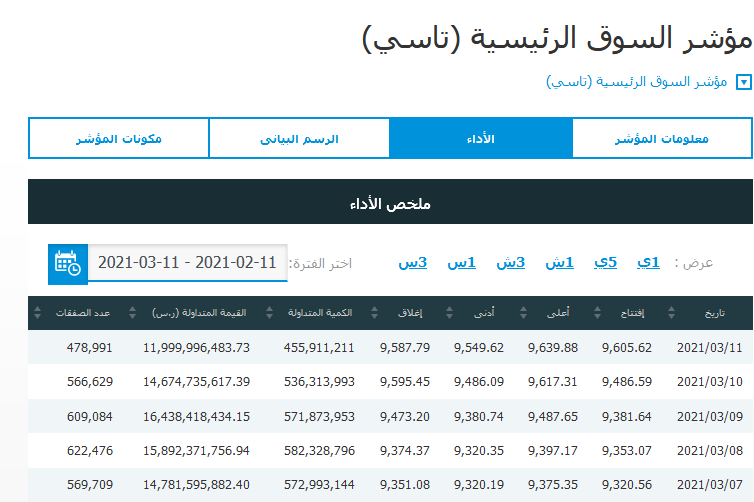 مؤشر السوق الرئيسية (تاسي)
مؤشر السوق الرئيسية (تاسي)
معلومات المؤشر الأداء الرسم البياني مكونات المؤشر
ملخص الأداء
عرض : 1ي 5ي 1ش 3ش 1س 3س اختر الفترة: 2021-02-11 - 2021-03-11
تاريخ إفتتاح أعلى أدنى إغلاق الكمية المتداولة القيمة المتداولة (ر.س) عدد الصفقات
2021/03/11 9,605.62 9,639.88 9,549.62 9,587.79 455,911,211 11,999,996,483.73 478,991
2021/03/10 9,486.59 9,617.31 9,486.09 9,595.45 536,313,993 14,674,735,617.39 566,629
2021/03/09 9,381.64 9,487.65 9,380.74 9,473.20 571,873,953 16,438,418,434.15 609,084
2021/03/08 9,353.07 9,397.17 9,320.35 9,374.37 582,328,796 15,892,371,756.94 622,476
2021/03/07 9,320.56 9,375.35 9,320.19 9,351.08 572,993,144 14,781,595,882.40 569,709